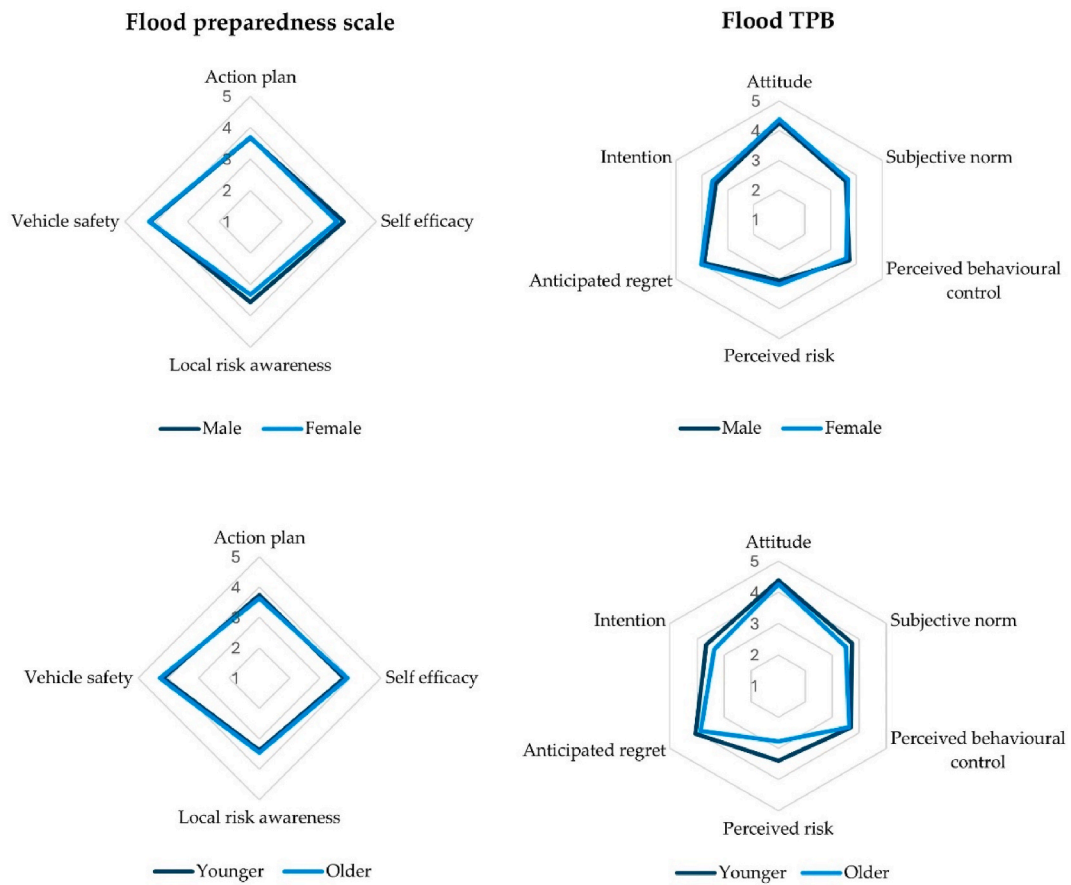 Flood preparedness scale
Flood TPB
Action plan
5
4
3
2
1
Vehicle safety
Self efficacy
Local risk awareness
Male Female
Attitude
5
4
3
2
1
Intention
Subjective norm
Anticipated regret
Perceived behavioural
control
Perceived risk
Male Female
Action plan
5
4
3
2
1
Vehicle safety
Self efficacy
Local risk awareness
Younger Older
Attitude
5
4
3
2
1
Intention
Subjective norm
Anticipated regret
Perceived behavioural
control
Perceived risk
Younger Older